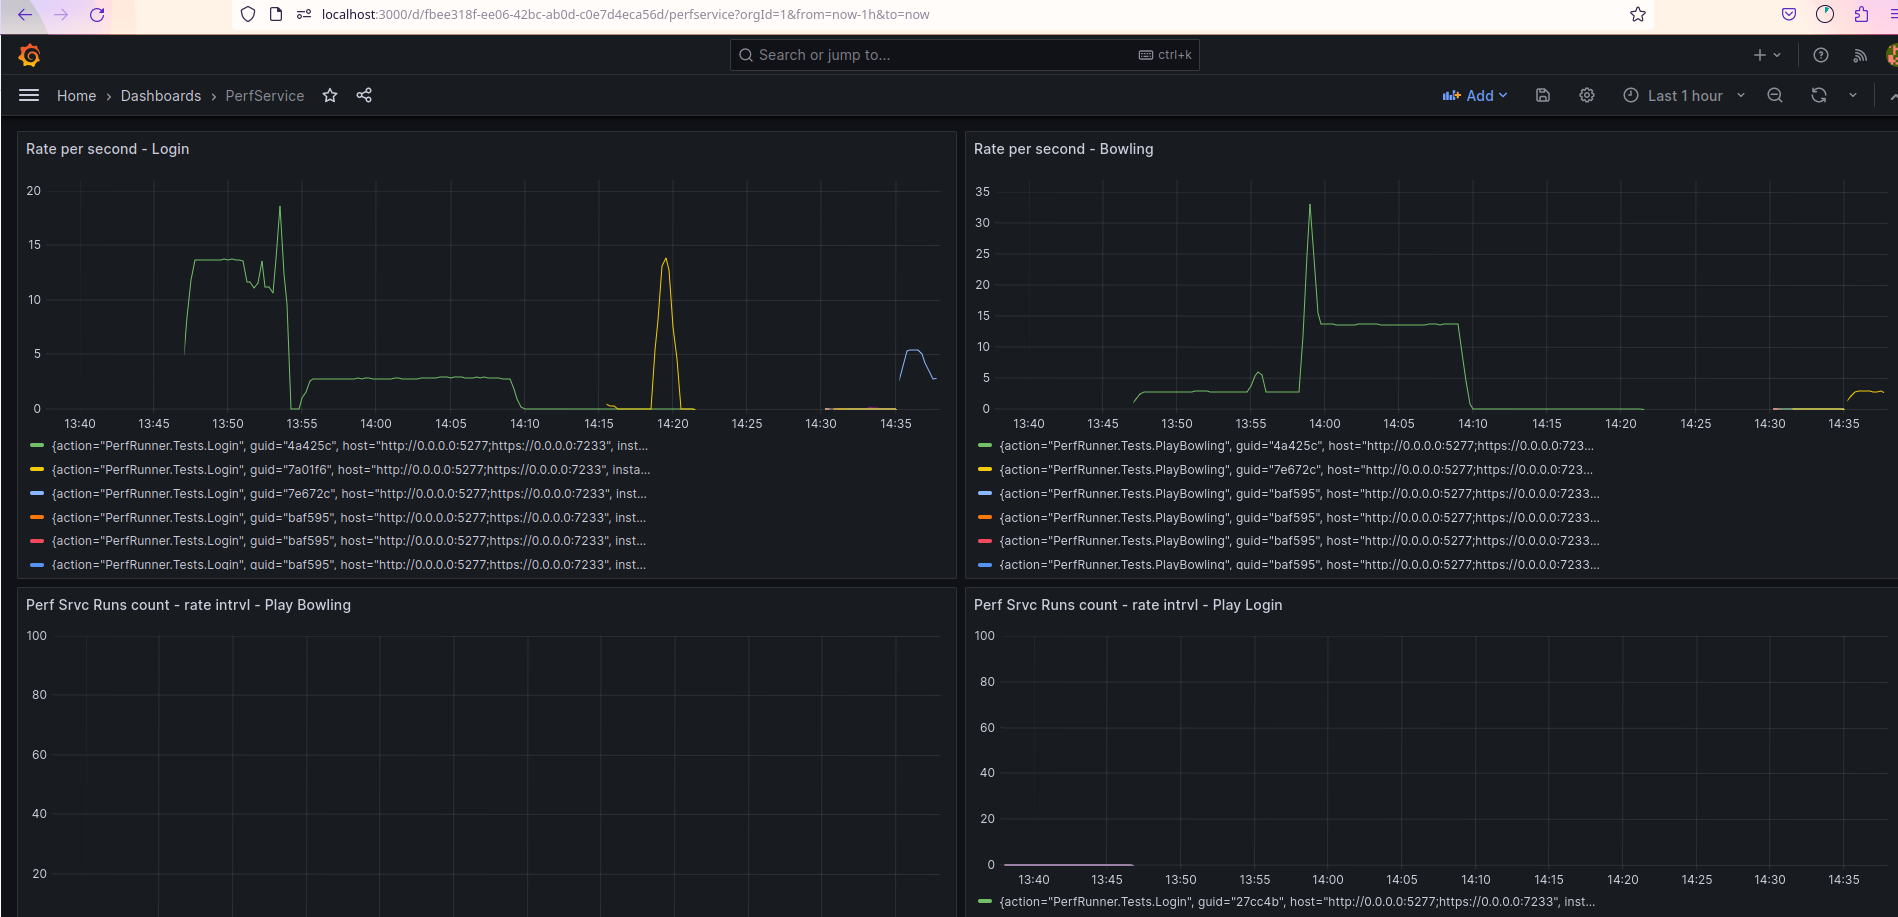 localhost:3000/d/fbee318f-ee06-42bc-ab0d-c0e7d4eca56d/perfservice?orgId=1&from=now-1h&to=now
Search or jump to... ctrl+k
Home › Dashboards › PerfService Add Last 1 hour
Rate per second - Login
20
15
10
5
0
13:40 13:45 13:50 13:55 14:00 14:05 14:10 14:15 14:20 14:25 14:30 14:35
{action="PerfRunner.Tests.Login", guid="4a425c", host="http://0.0.0.0:5277;https://0.0.0.0:7233", inst...
{action="PerfRunner.Tests.Login", guid="7a01f6", host="http://0.0.0.0:5277;https://0.0.0.0:7233", insta...
{action="PerfRunner.Tests.Login", guid="7e672c", host="http://0.0.0.0:5277;https://0.0.0.0:7233", inst...
{action="PerfRunner.Tests.Login", guid="baf595", host="http://0.0.0.0:5277;https://0.0.0.0:7233", inst...
{action="PerfRunner.Tests.Login", guid="baf595", host="http://0.0.0.0:5277;https://0.0.0.0:7233", inst...
{action="PerfRunner.Tests.Login", guid="baf595", host="http://0.0.0.0:5277;https://0.0.0.0:7233", inst...
Rate per second - Bowling
35
30
25
20
15
10
5
0
13:40 13:45 13:50 13:55 14:00 14:05 14:10 14:15 14:20 14:25 14:30 14:35
{action="PerfRunner.Tests.PlayBowling", guid="4a425c", host="http://0.0.0.0:5277;https://0.0.0.0:723...
{action="PerfRunner.Tests.PlayBowling", guid="7e672c", host="http://0.0.0.0:5277;https://0.0.0.0:723...
{action="PerfRunner.Tests.PlayBowling", guid="baf595", host="http://0.0.0.0:5277;https://0.0.0.0:7233...
{action="PerfRunner.Tests.PlayBowling", guid="baf595", host="http://0.0.0.0:5277;https://0.0.0.0:7233...
{action="PerfRunner.Tests.PlayBowling", guid="baf595", host="http://0.0.0.0:5277;https://0.0.0.0:7233...
{action="PerfRunner.Tests.PlayBowling", guid="baf595", host="http://0.0.0.0:5277;https://0.0.0.0:7233...
Perf Srvc Runs count - rate intrvl - Play Bowling
100
80
60
40
20
Perf Srvc Runs count - rate intrvl - Play Login
100
80
60
40
20
0
13:40 13:45 13:50 13:55 14:00 14:05 14:10 14:15 14:20 14:25 14:30 14:35
{action="PerfRunner.Tests.Login", guid="27cc4b", host="http://0.0.0.0:5277;https://0.0.0.0:7233", inst...